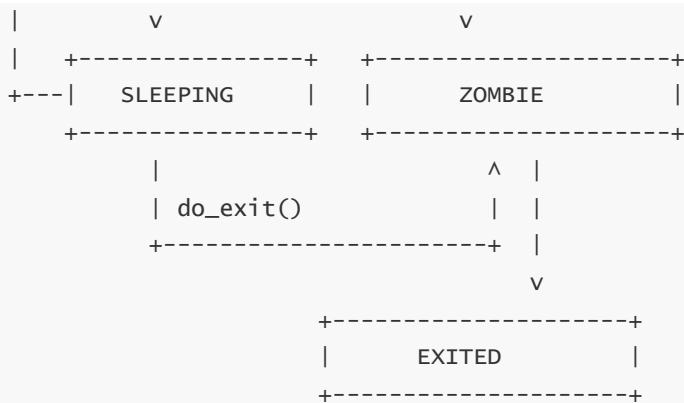 |        v                   v
|   +----------------+   +---------------------+
+---|   SLEEPING     |   |      ZOMBIE         |
    +----------------+   +---------------------+
          |                      ^  |
          | do_exit()            |  |
          +----------------------+  |
                                    v
                      +---------------------+
                      |      EXITED         |
                      +---------------------+